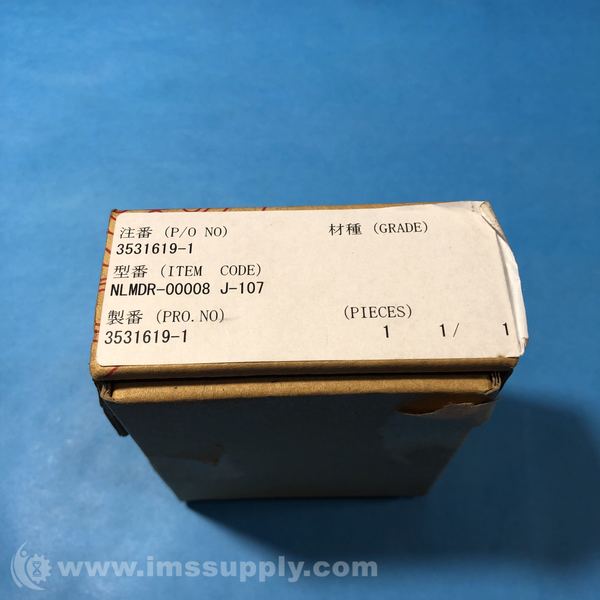 注番 (P/O NO) 材種 (GRADE)
3531619-1
型番 (ITEM CODE)
NLMDR-00008 J-107
製番 (PRO.NO) (PIECES)
3531619-1 1 1/ 1
www.imssupply.com